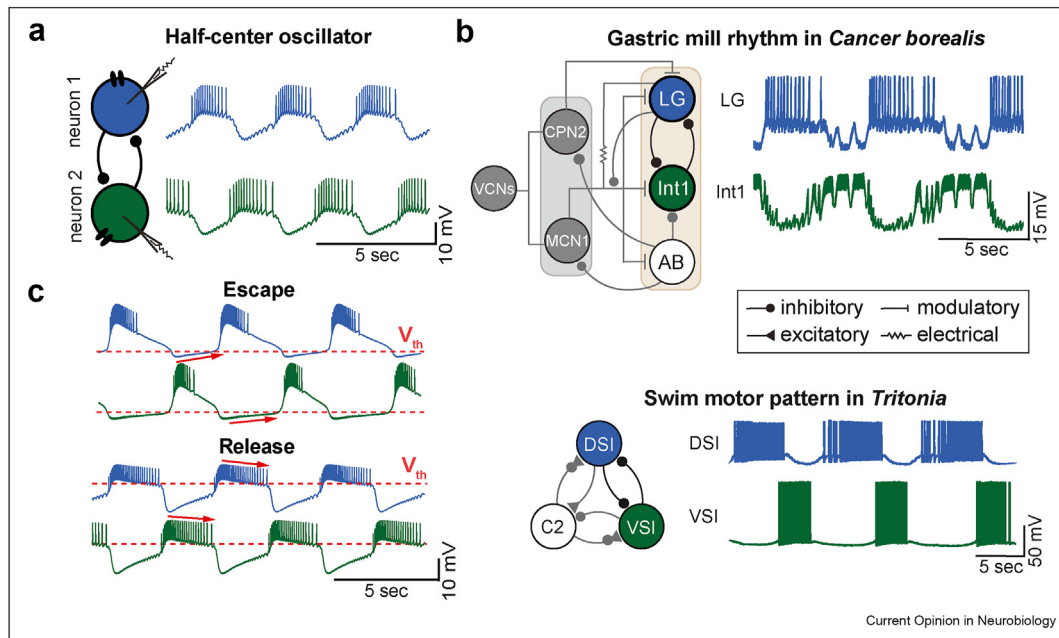 a
Half-center oscillator
neuron 1
neuron 2
5 sec
10 mV
b
Gastric mill rhythm in Cancer borealis
VCNs
CPN2
MCN1
LG
Int1
AB
LG
Int1
5 sec
15 mV
inhibitory
modulatory
excitatory
electrical
c
Escape
Vth
Release
Vth
5 sec
10 mV
Swim motor pattern in Tritonia
DSI
C2
VSI
DSI
VSI
5 sec
50 mV
Current Opinion in Neurobiology